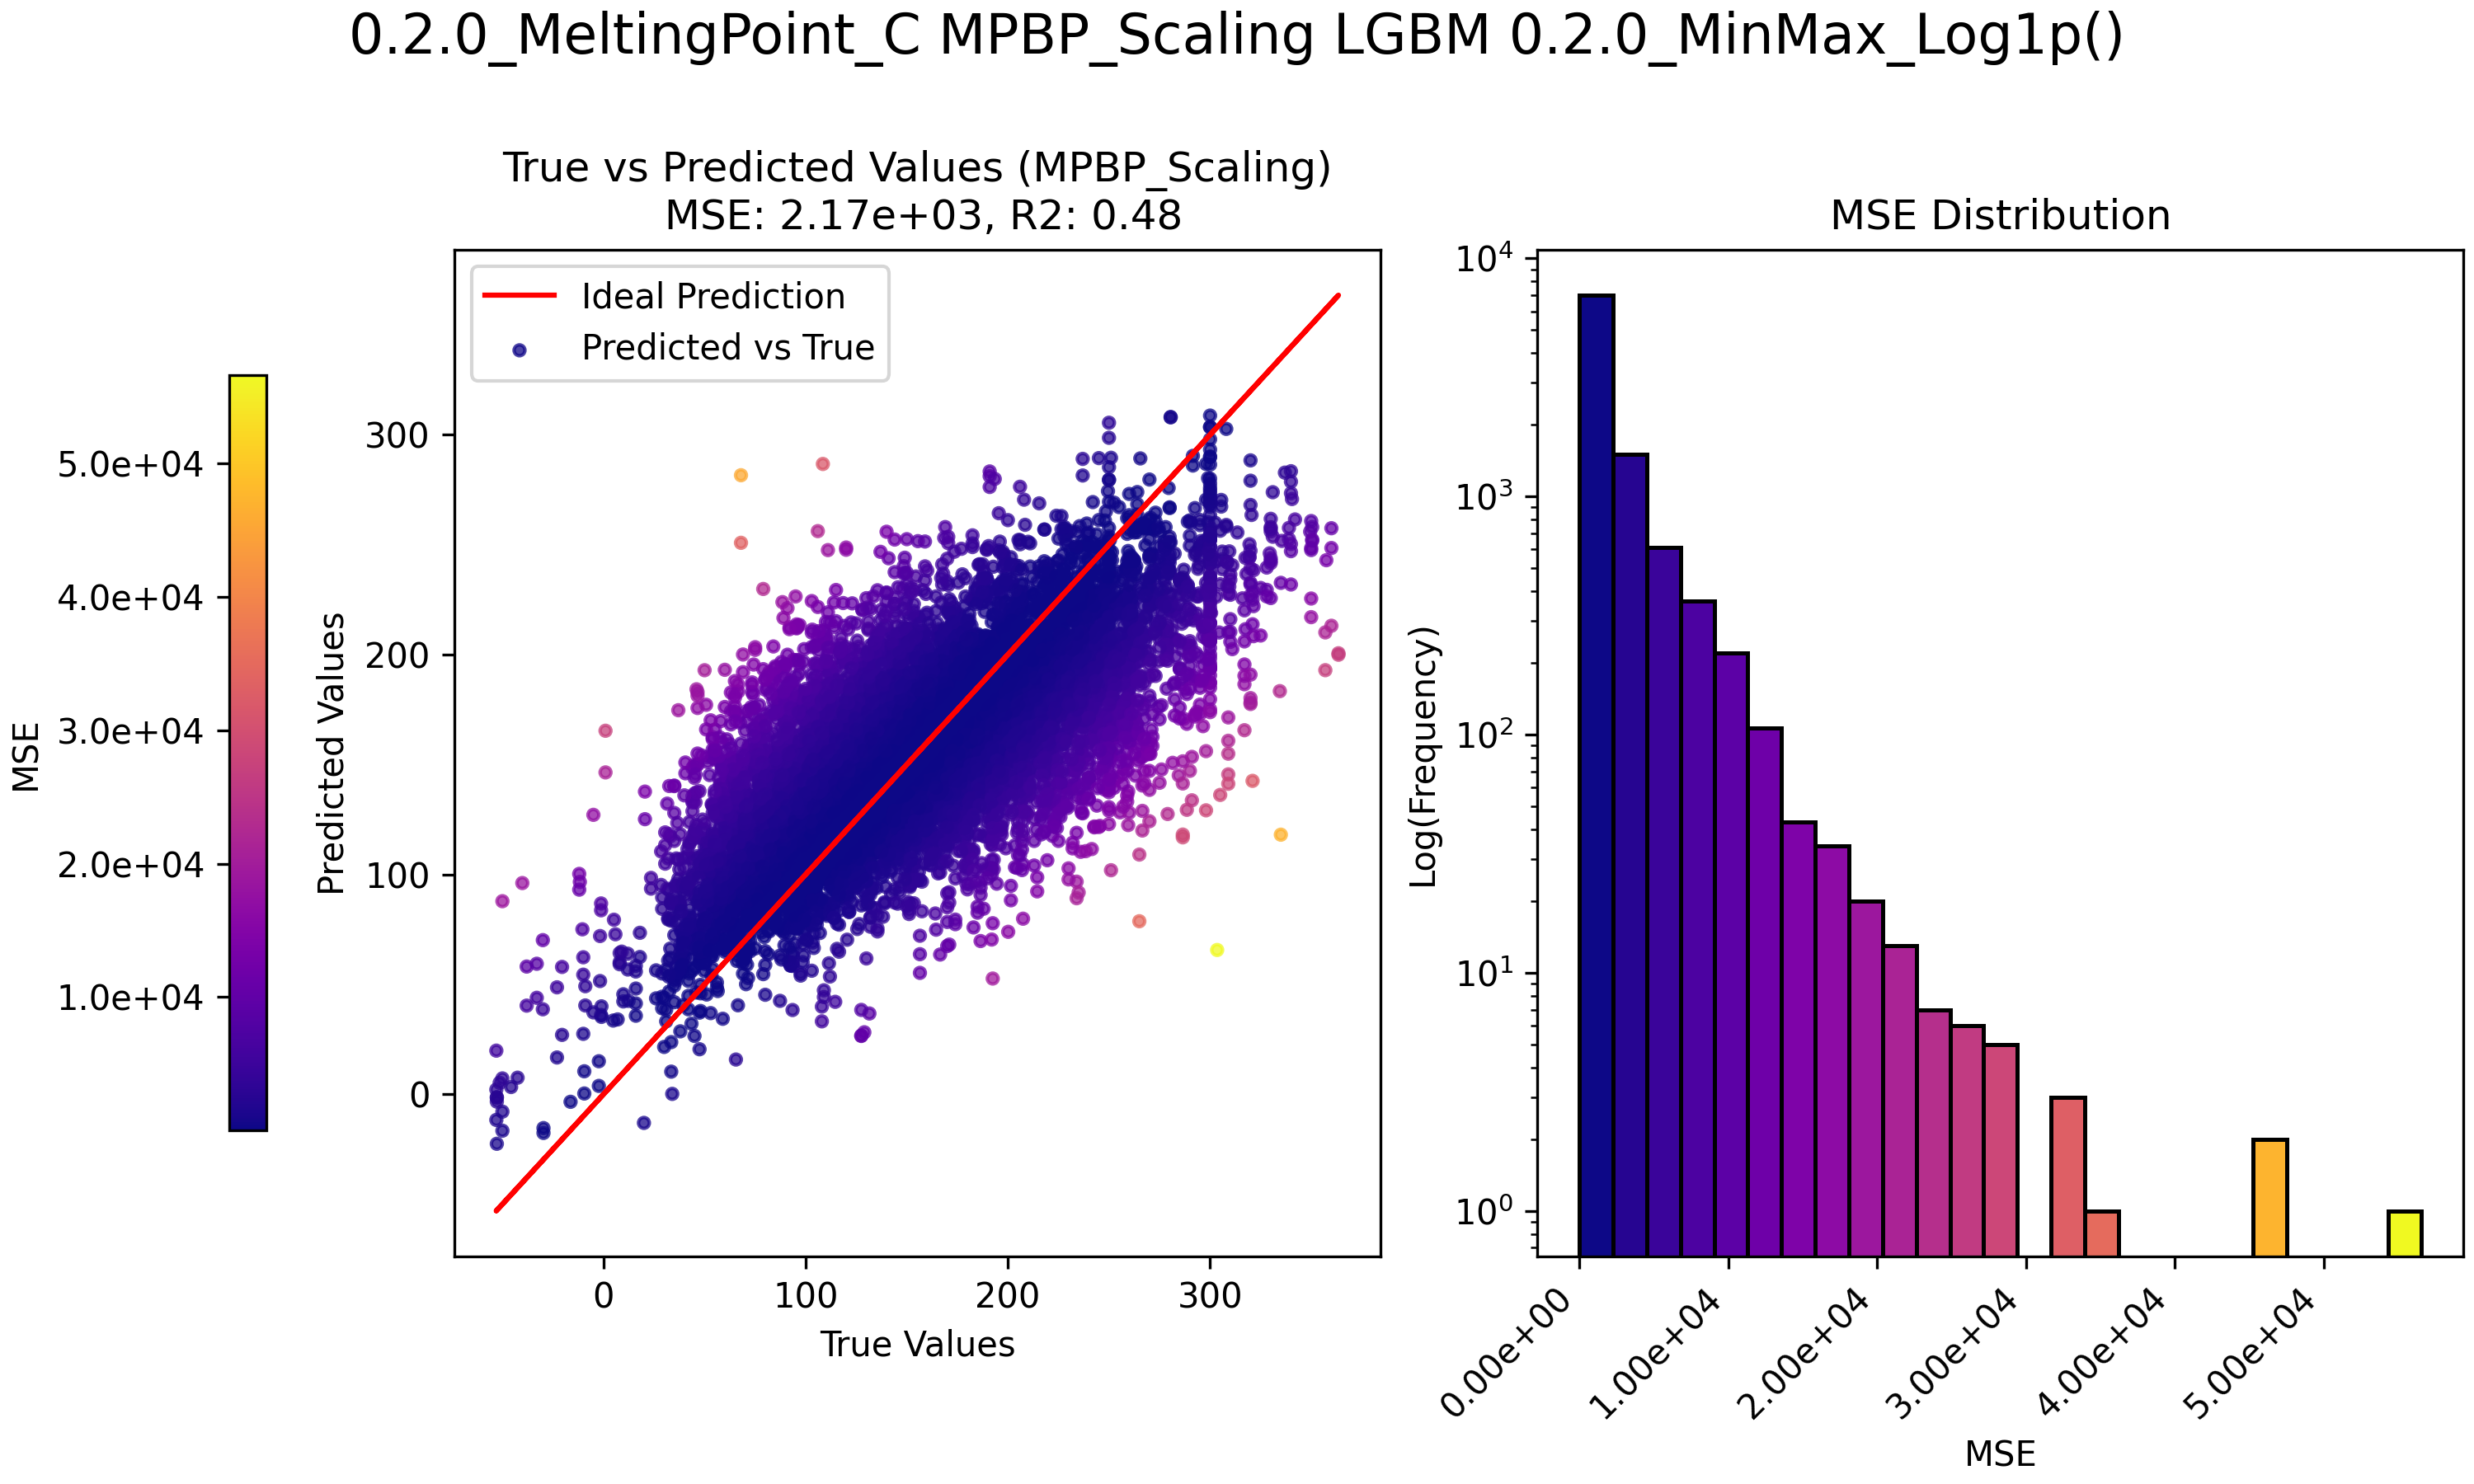 0.2.0_MeltingPoint_C MPBP_Scaling LGBM 0.2.0_MinMax_Log1p()
True vs Predicted Values (MPBP_Scaling)
MSE: 2.17e+03, R2: 0.48
MSE
5.0e+04
4.0e+04
3.0e+04
2.0e+04
1.0e+04
Predicted Values
300
200
100
0
Ideal Prediction
Predicted vs True
0
100
200
300
True Values
MSE Distribution
Log(Frequency)
10⁴
10³
10²
10¹
10⁰
0.00e+00
1.00e+04
2.00e+04
3.00e+04
4.00e+04
5.00e+04
MSE